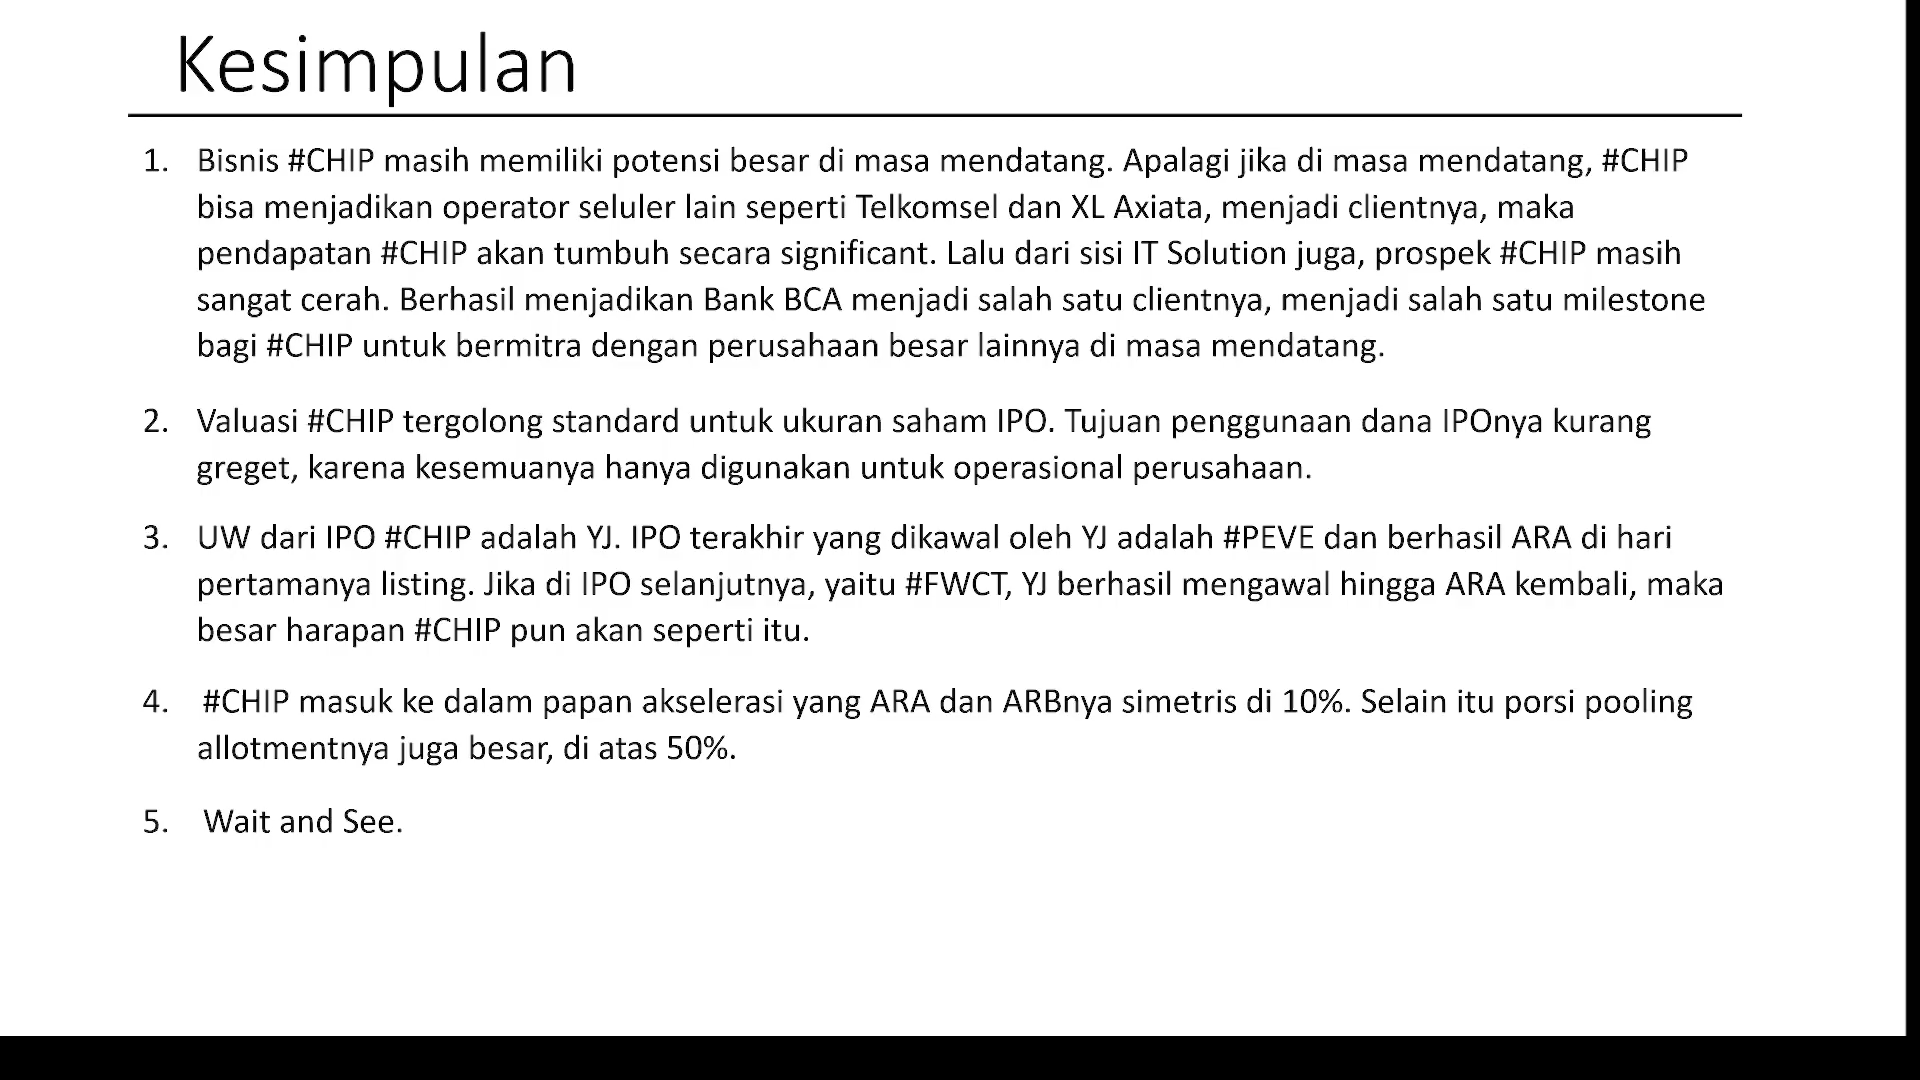 Kesimpulan
1. Bisnis #CHIP masih memiliki potensi besar di masa mendatang. Apalagi jika di masa mendatang, #CHIP
bisa menjadikan operator seluler lain seperti Telkomsel dan XL Axiata, menjadi clientnya, maka
pendapatan #CHIP akan tumbuh secara significant. Lalu dari sisi IT Solution juga, prospek #CHIP masih
sangat cerah. Berhasil menjadikan Bank BCA menjadi salah satu clientnya, menjadi salah satu milestone
bagi #CHIP untuk bermitra dengan perusahaan besar lainnya di masa mendatang.
2. Valuasi #CHIP tergolong standard untuk ukuran saham IPO. Tujuan penggunaan dana IPOnya kurang
greget, karena kesemuanya hanya digunakan untuk operasional perusahaan.
3. UW dari IPO #CHIP adalah YJ. IPO terakhir yang dikawal oleh YJ adalah #PEVE dan berhasil ARA di hari
pertamanya listing. Jika di IPO selanjutnya, yaitu #FWCT, YJ berhasil mengawal hingga ARA kembali, maka
besar harapan #CHIP pun akan seperti itu.
4. #CHIP masuk ke dalam papan akselerasi yang ARA dan ARBnya simetris di 10%. Selain itu porsi pooling
allotmentnya juga besar, di atas 50%.
5. Wait and See.